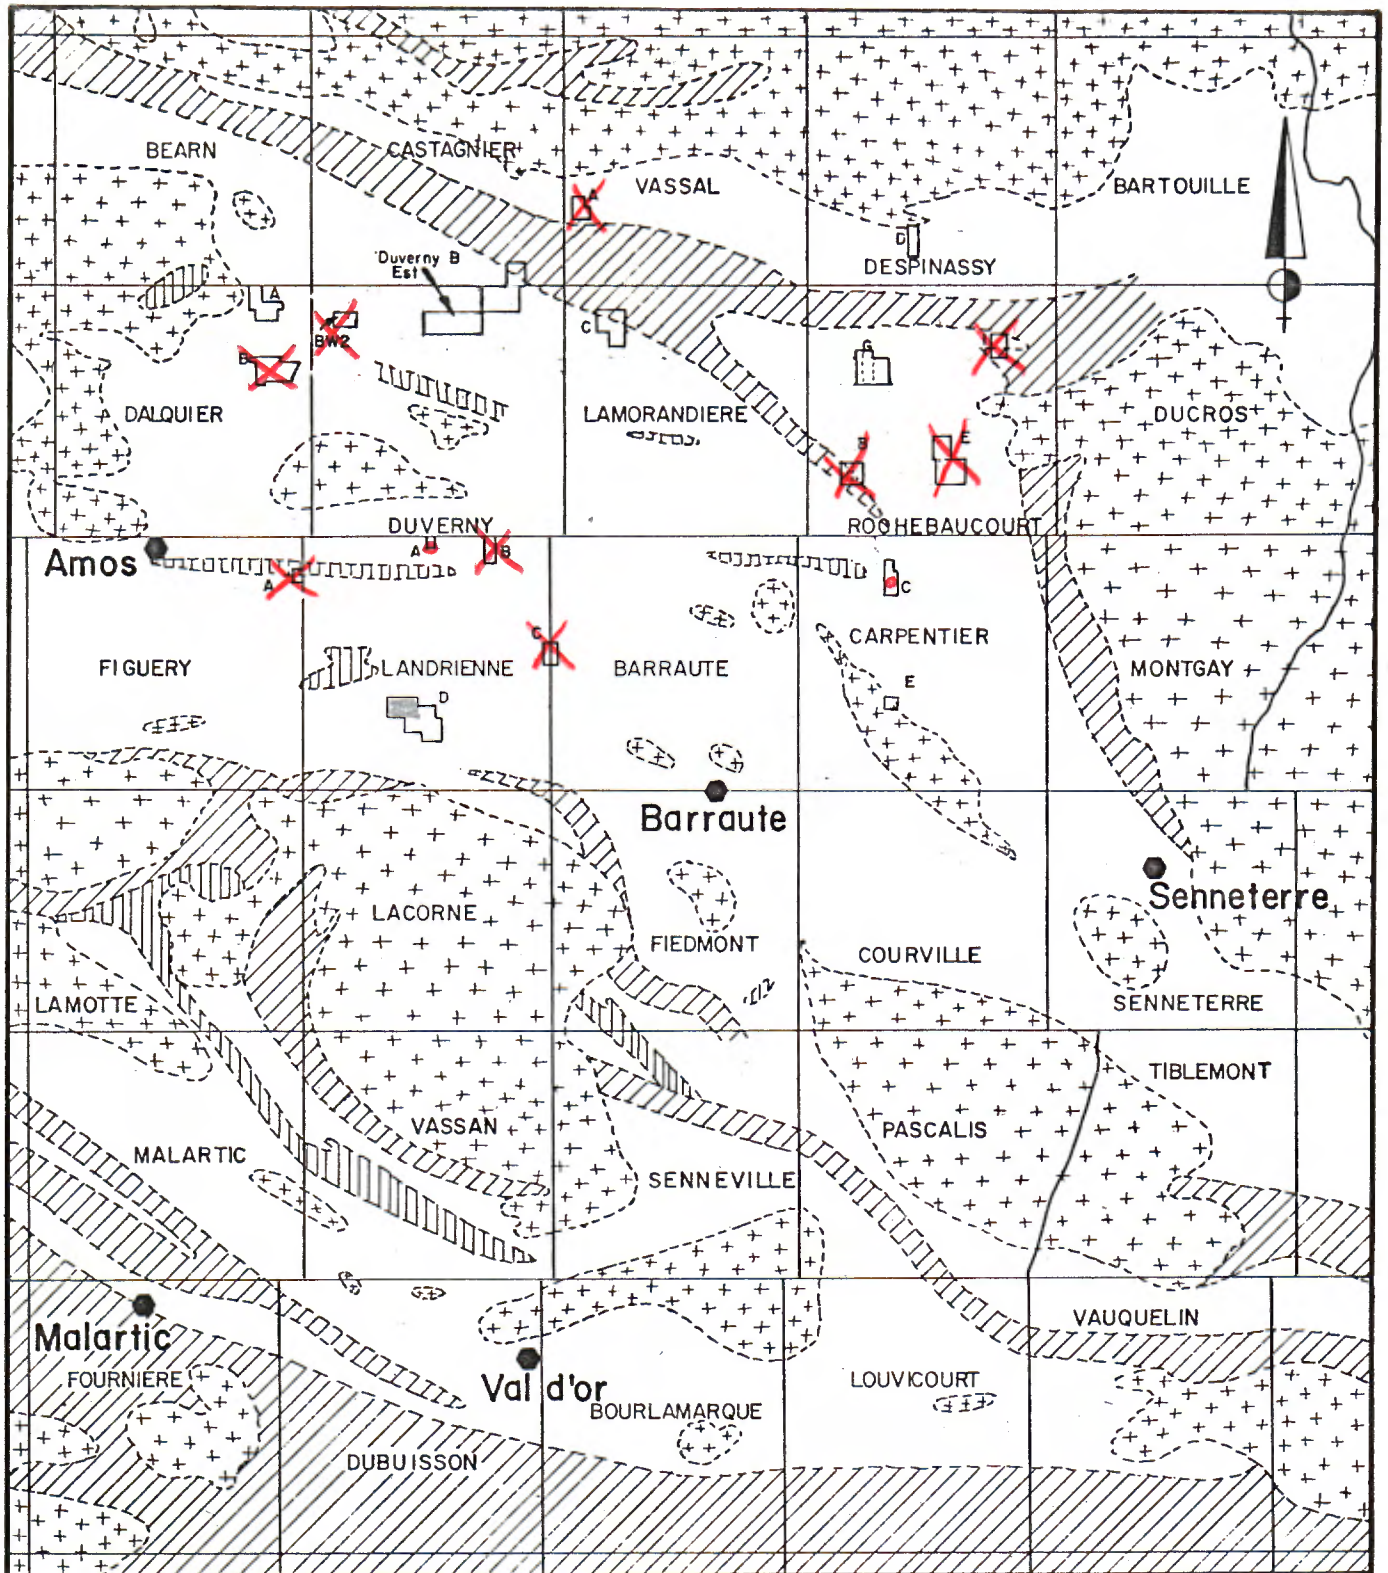 BEARN
CASTAGNIER
VASSAL
A
BARTOUILLE
D
DESPINASSY
Duverny B
Est
A
BW2
C
G
B
DALQUIER
LAMORANDIERE
DUCROS
B
E
DUVERNY
ROCHEBAUCOURT
Amos
A
B
A
C
C
CARPENTIER
FIGUERY
LANDRIENNE
BARRAUTE
MONTGAY
D
E
Barraute
Senneterre
LACORNE
FIEDMONT
COURVILLE
LAMOTTE
SENNETERRE
TIBLEMONT
VASSAN
PASCALIS
MALARTIC
SENNEVILLE
VAUQUELIN
Malartic
FOURNIERE
Val d'or
LOUVICOURT
BOURLAMARQUE
DUBUISSON